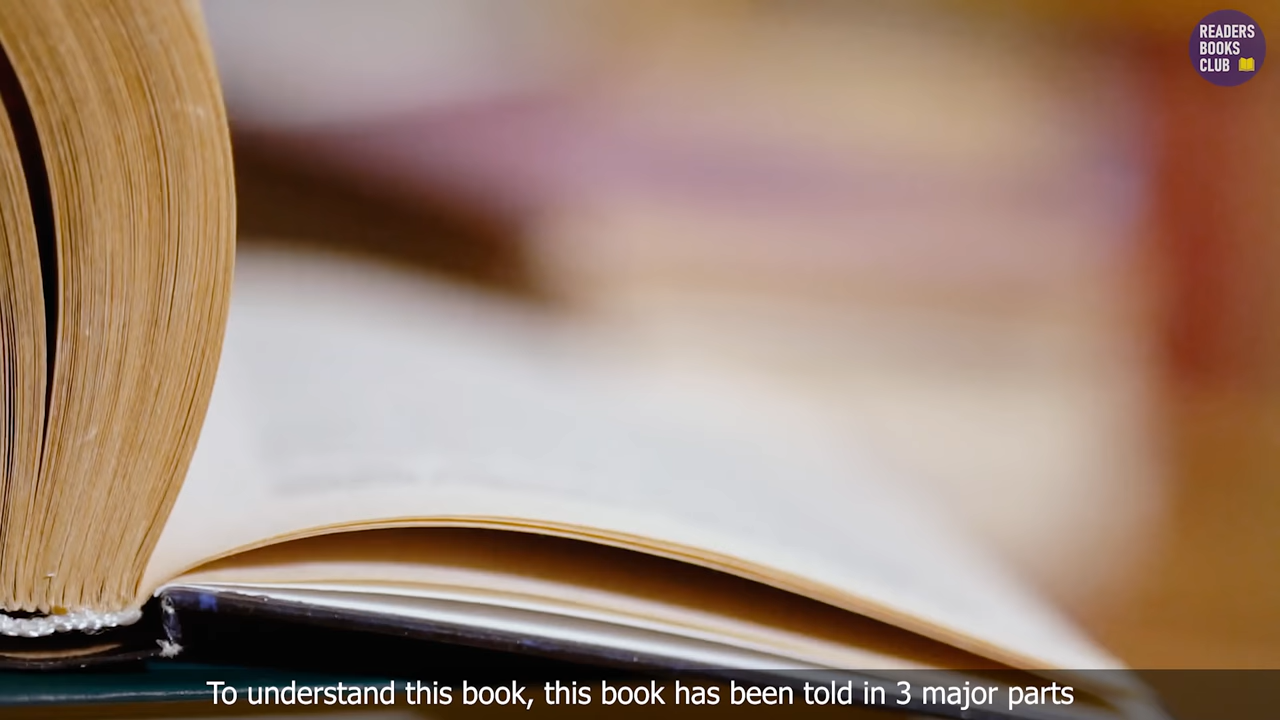 READERS
BOOKS
CLUB
To understand this book, this book has been told in 3 major parts